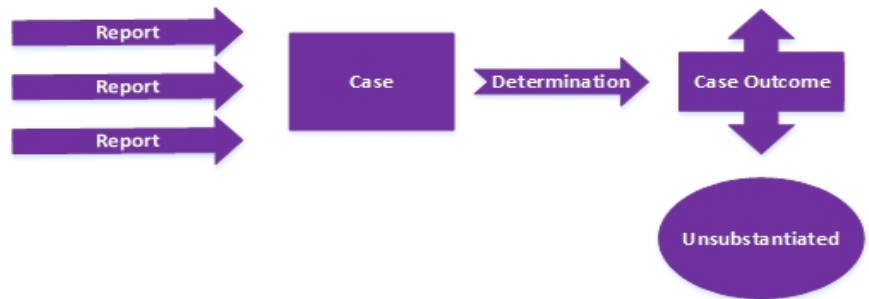 Report
Report
Report
Case
Determination
Case Outcome
Unsubstantiated